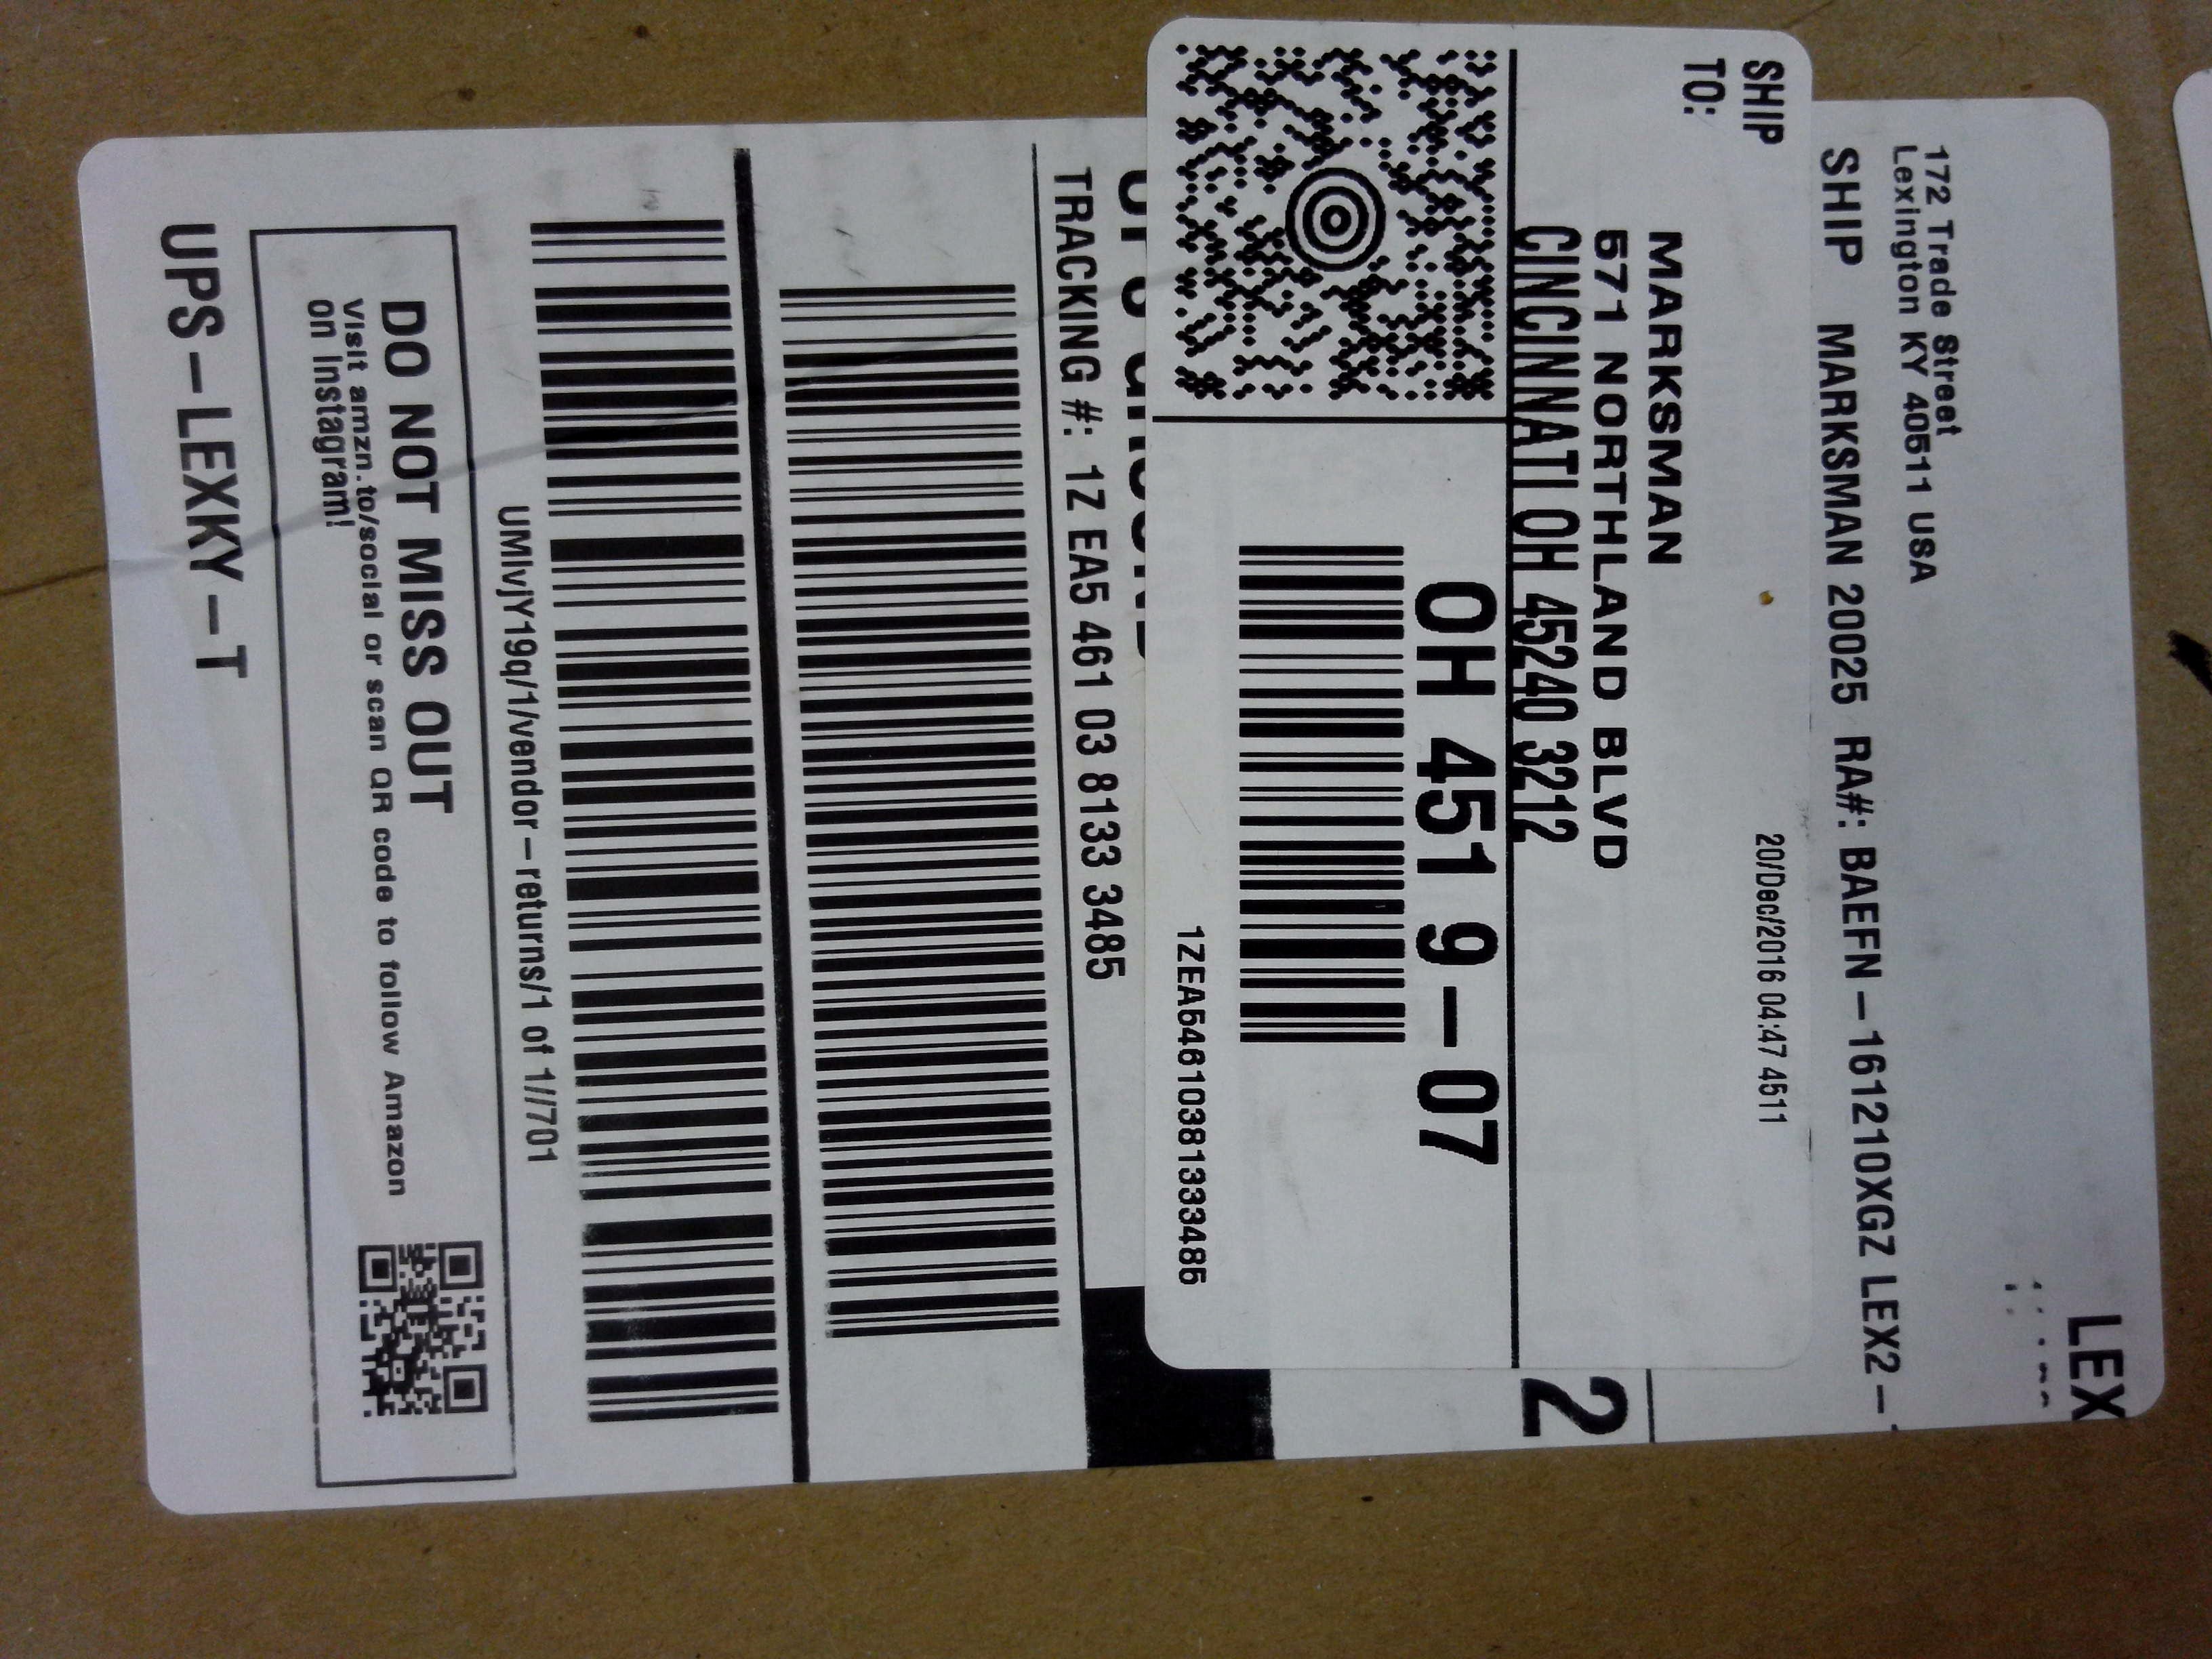 LEX
172 Trade Street
Lexington KY 40511 USA
SHIP MARKSMAN 20025 RA#: BAEFN-161210XGZ LEX2-
SHIP
TO:
20/Dec/2016 04:47 4511
MARKSMAN
571 NORTHLAND BLVD
CINCINNATI OH 45240 3212
2
OH 451 9-07
1ZEA54610381333485
TRACKING #: 1Z EA5 461 03 8133 3485
UMIvjY19q/1/vendor-returns/1 of 1//701
DO NOT MISS OUT
Visit amzn.to/social or scan QR code to follow Amazon
on Instagram!
UPS-LEXKY-T